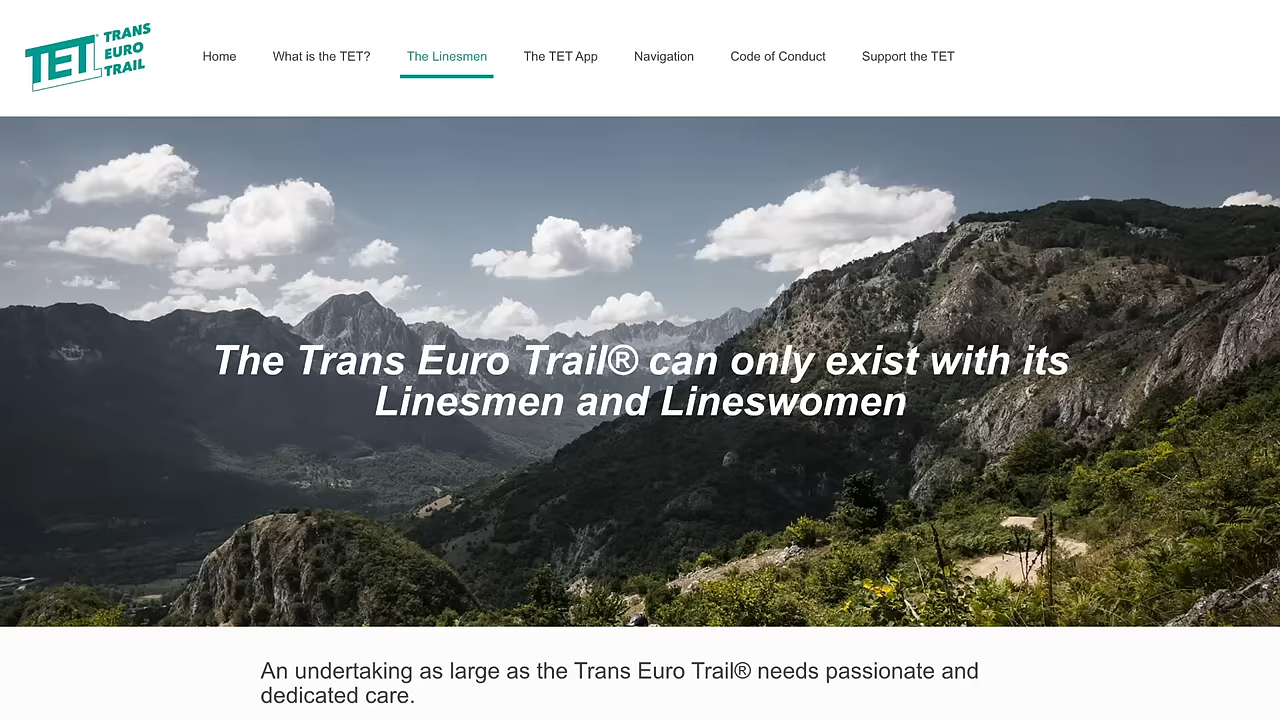 TET® TRANS
EURO
TRAIL
Home What is the TET? The Linesmen The TET App Navigation Code of Conduct Support the TET
The Trans Euro Trail® can only exist with its
Linesmen and Lineswomen
An undertaking as large as the Trans Euro Trail® needs passionate and
dedicated care.